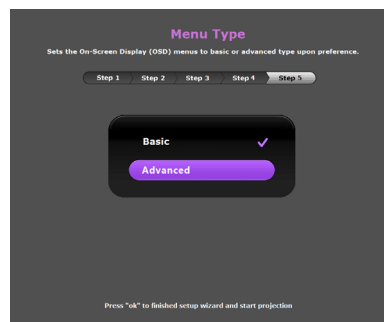 Menu Type
Sets the On-Screen Display (OSD) menus to basic or advanced type upon preference.
Step 1 Step 2 Step 3 Step 4 Step 5
Basic
Advanced
Press "ok" to finished setup wizard and start projection